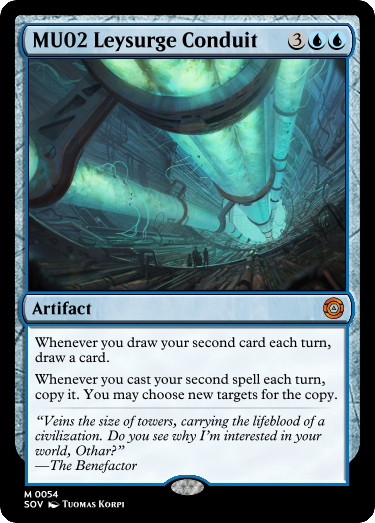 MU02 Leysurge Conduit 3
Artifact
Whenever you draw your second card each turn,
draw a card.
Whenever you cast your second spell each turn,
copy it. You may choose new targets for the copy.
“Veins the size of towers, carrying the lifeblood of a
civilization. Do you see why I’m interested in your
world, Othar?”
—The Benefactor
M 0054
SOV Tuomas Korpi